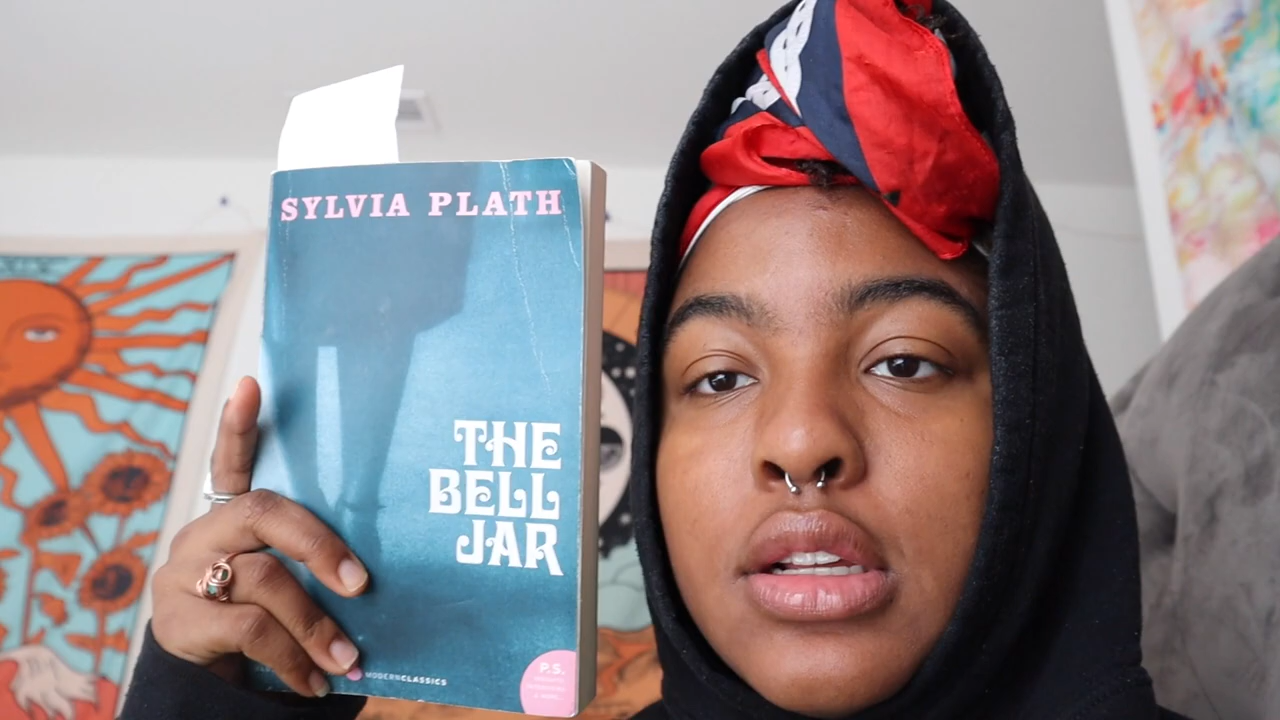 SYLVIA PLATH
THE
BELL
JAR
MODERNCLASSICS
P.S.